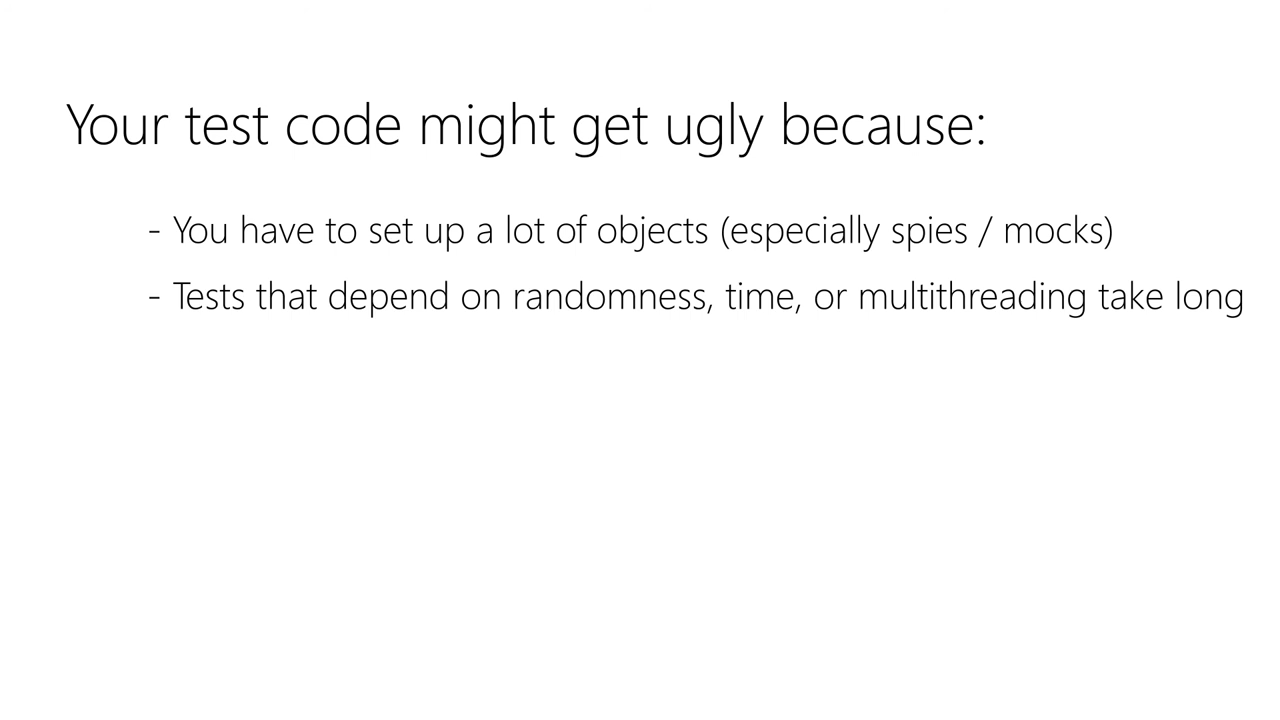 Your test code might get ugly because:
- You have to set up a lot of objects (especially spies / mocks)
- Tests that depend on randomness, time, or multithreading take long